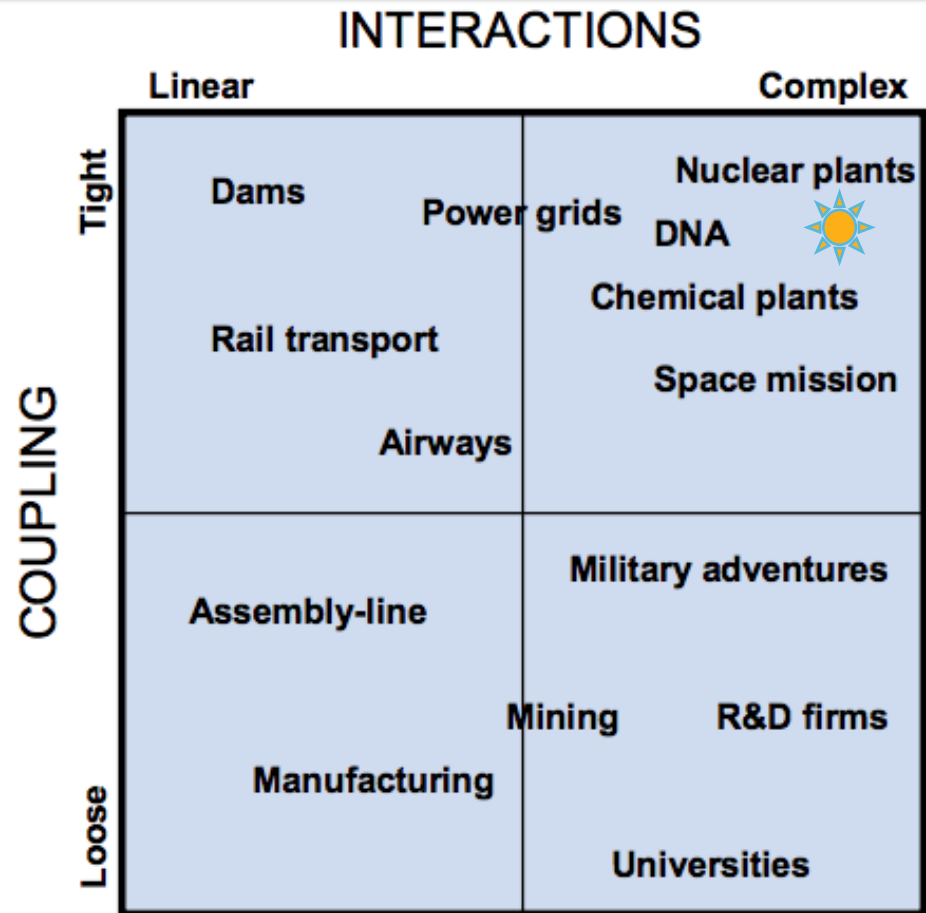 INTERACTIONS
Linear
Complex
Tight
Nuclear plants
Dams
Power grids
DNA
Chemical plants
Rail transport
Space mission
Airways
COUPLING
Military adventures
Assembly-line
Mining
R&D firms
Manufacturing
Loose
Universities